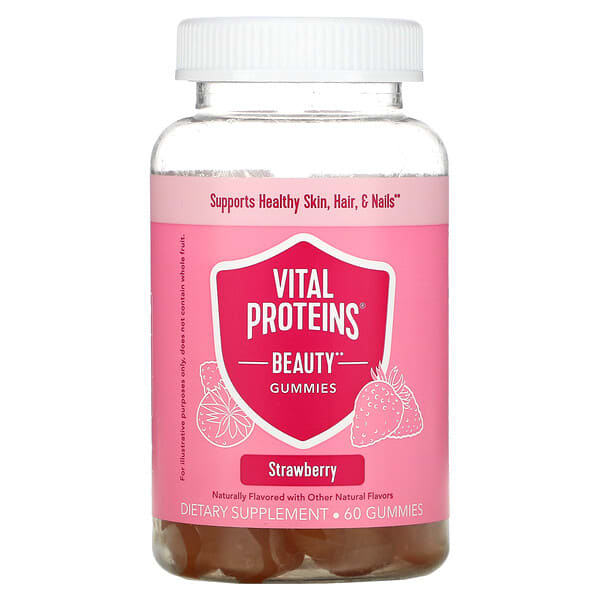 Supports Healthy Skin, Hair, & Nails**
VITAL
PROTEINS®
BEAUTY**
GUMMIES
Strawberry
Naturally Flavored with Other Natural Flavors
DIETARY SUPPLEMENT • 60 GUMMIES
For illustrative purposes only, does not contain whole fruit.